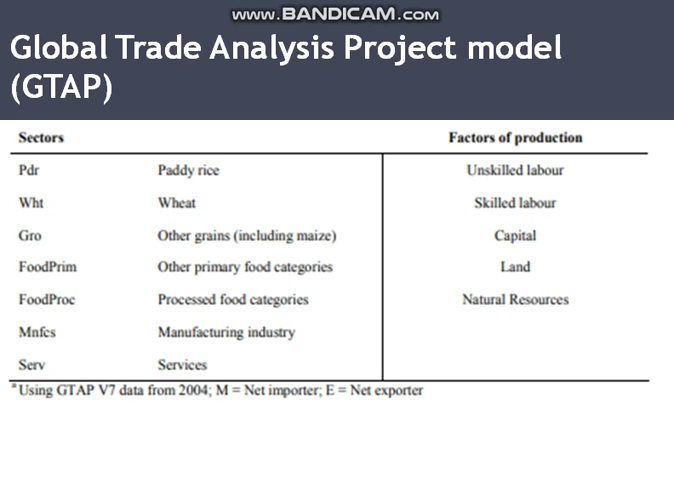 www.BANDICAM.com
Global Trade Analysis Project model
(GTAP)
Sectors Factors of production
Pdr Paddy rice Unskilled labour
Wht Wheat Skilled labour
Gro Other grains (including maize) Capital
FoodPrim Other primary food categories Land
FoodProc Processed food categories Natural Resources
Mnfcs Manufacturing industry
Serv Services
a Using GTAP V7 data from 2004; M = Net importer; E = Net exporter